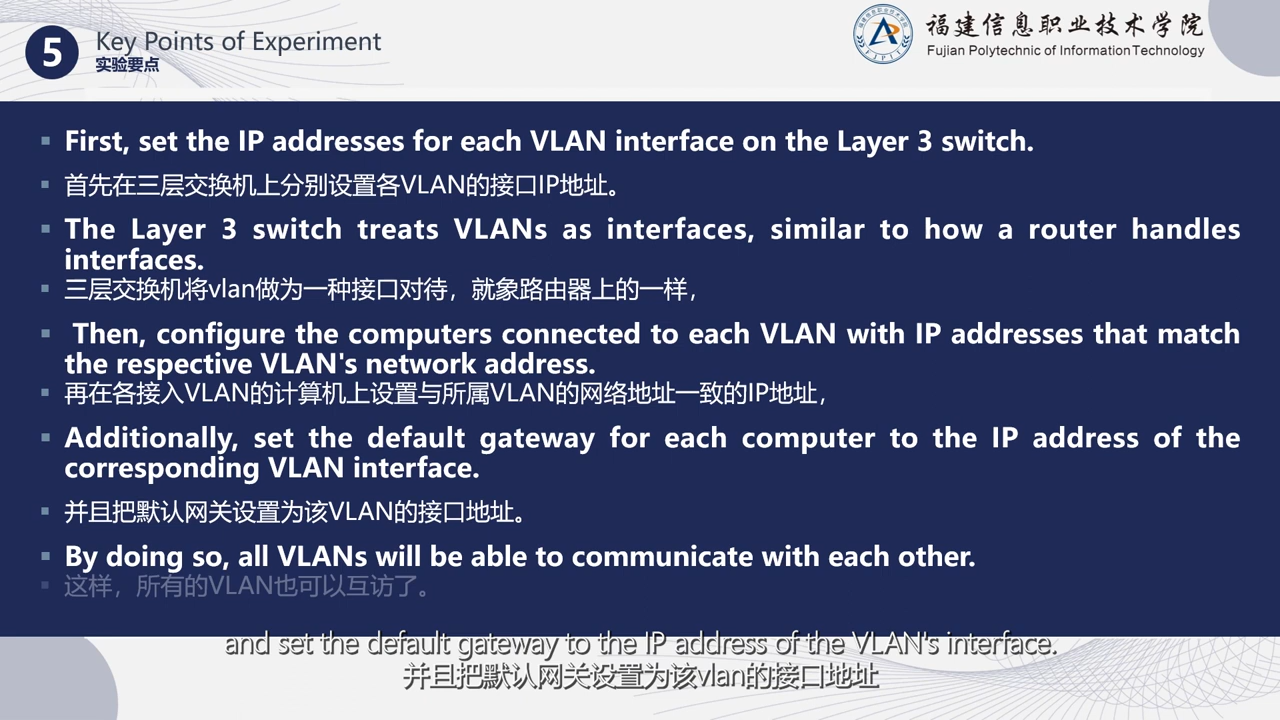 5
Key Points of Experiment
实验要点
福建信息职业技术学院
Fujian Polytechnic of Information Technology
First, set the IP addresses for each VLAN interface on the Layer 3 switch.
首先在三层交换机上分别设置各VLAN的接口IP地址。
The Layer 3 switch treats VLANs as interfaces, similar to how a router handles
interfaces.
三层交换机将vlan做为一种接口对待，就象路由器上的一样，
Then, configure the computers connected to each VLAN with IP addresses that match
the respective VLAN's network address.
再在各接入VLAN的计算机上设置与所属VLAN的网络地址一致的IP地址，
Additionally, set the default gateway for each computer to the IP address of the
corresponding VLAN interface.
并且把默认网关设置为该VLAN的接口地址。
By doing so, all VLANs will be able to communicate with each other.
这样，所有的VLAN也可以互访了。
and set the default gateway to the IP address of the VLAN's interface.
并且把默认网关设置为该vlan的接口地址